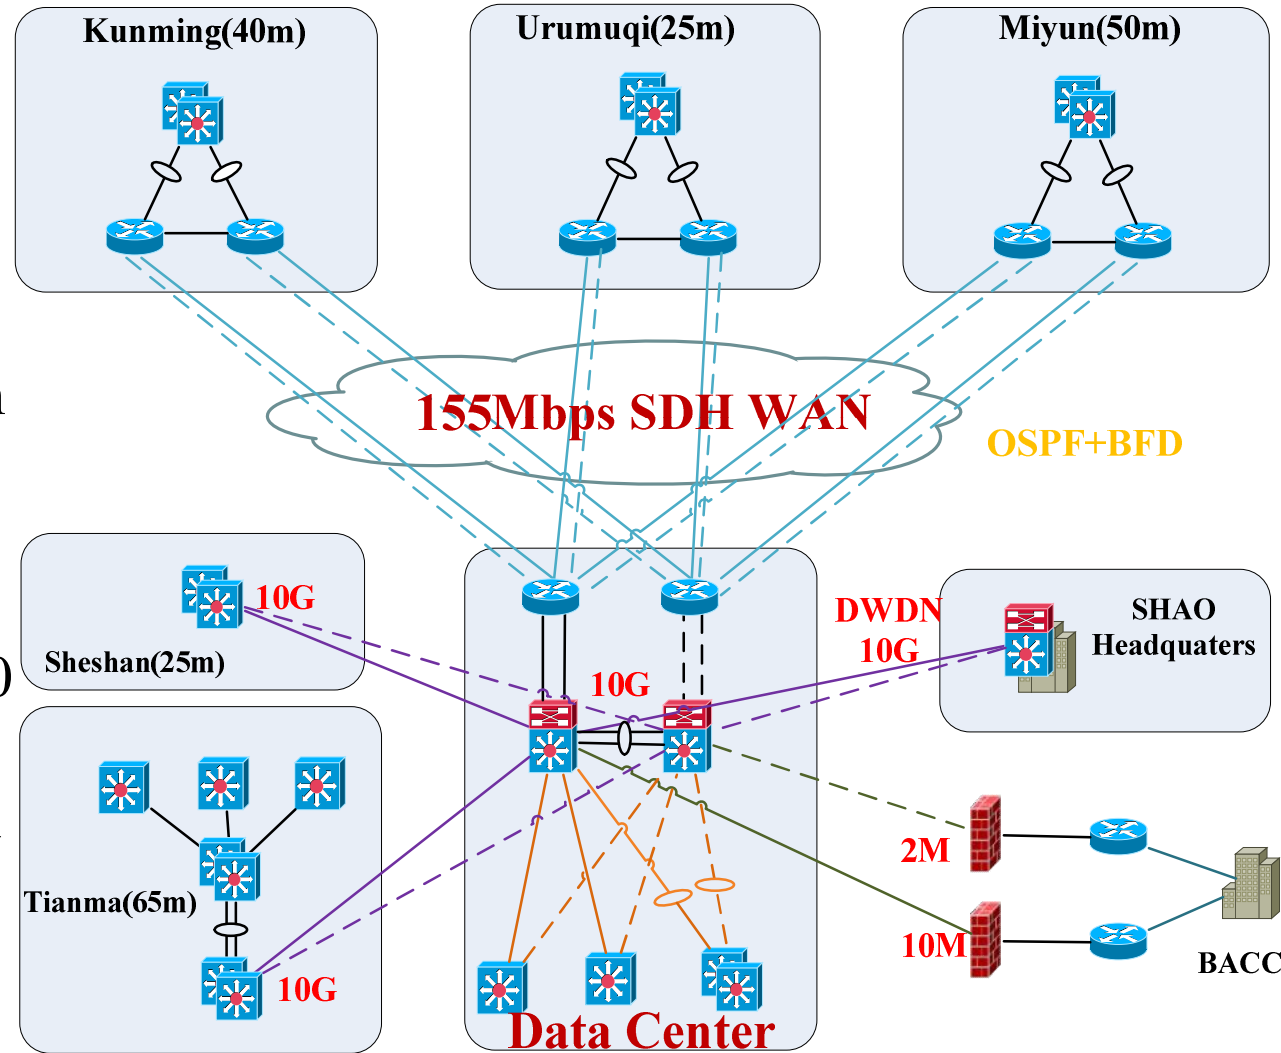 Kunming(40m)
Urumuqi(25m)
Miyun(50m)
155Mbps SDH WAN
OSPF+BFD
Sheshan(25m)
10G
10G
DWDN
10G
SHAO
Headquaters
Tianma(65m)
10G
2M
10M
BACC
Data Center